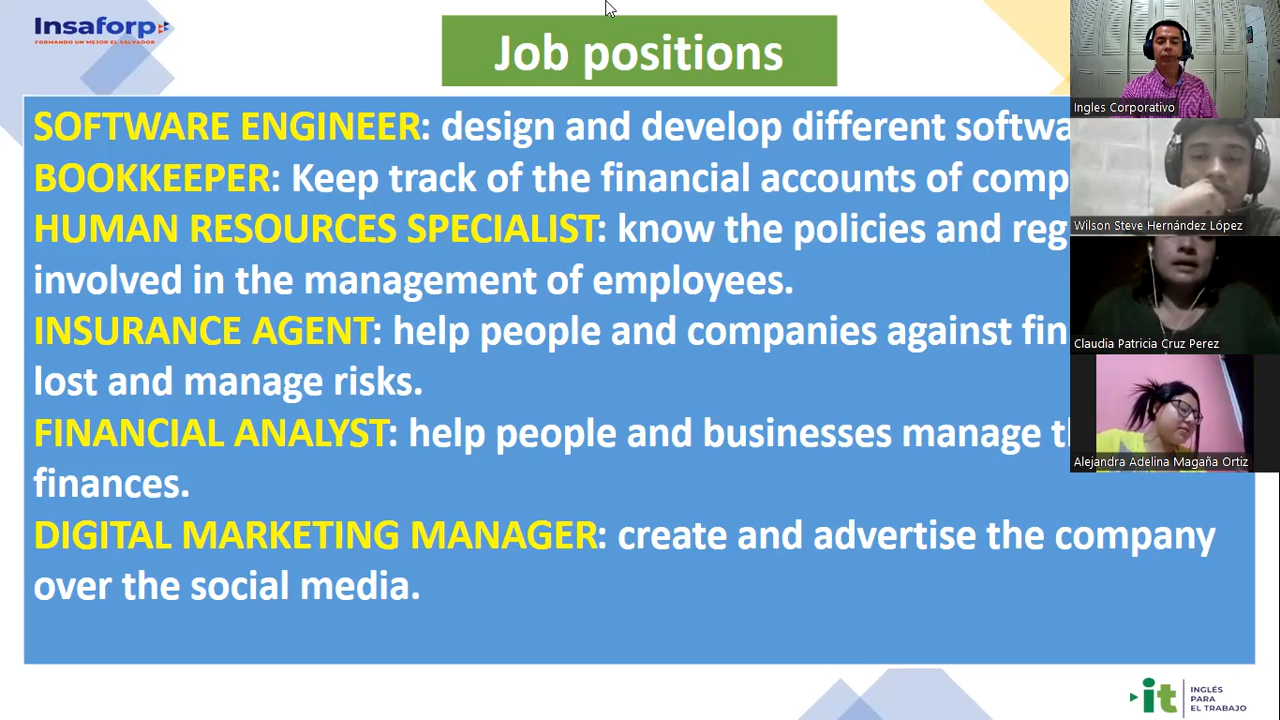 Insaforp
FORMANDO UN MEJOR EL SALVADOR
Job positions
SOFTWARE ENGINEER: design and develop different softwa
BOOKKEEPER: Keep track of the financial accounts of comp
HUMAN RESOURCES SPECIALIST: know the policies and reg
involved in the management of employees.
INSURANCE AGENT: help people and companies against fin
lost and manage risks.
FINANCIAL ANALYST: help people and businesses manage th
finances.
DIGITAL MARKETING MANAGER: create and advertise the company
over the social media.
Ingles Corporativo
Wilson Steve Hernández López
Claudia Patricia Cruz Perez
Alejandra Adelina Magaña Ortiz
it
INGLÉS
PARA
EL TRABAJO